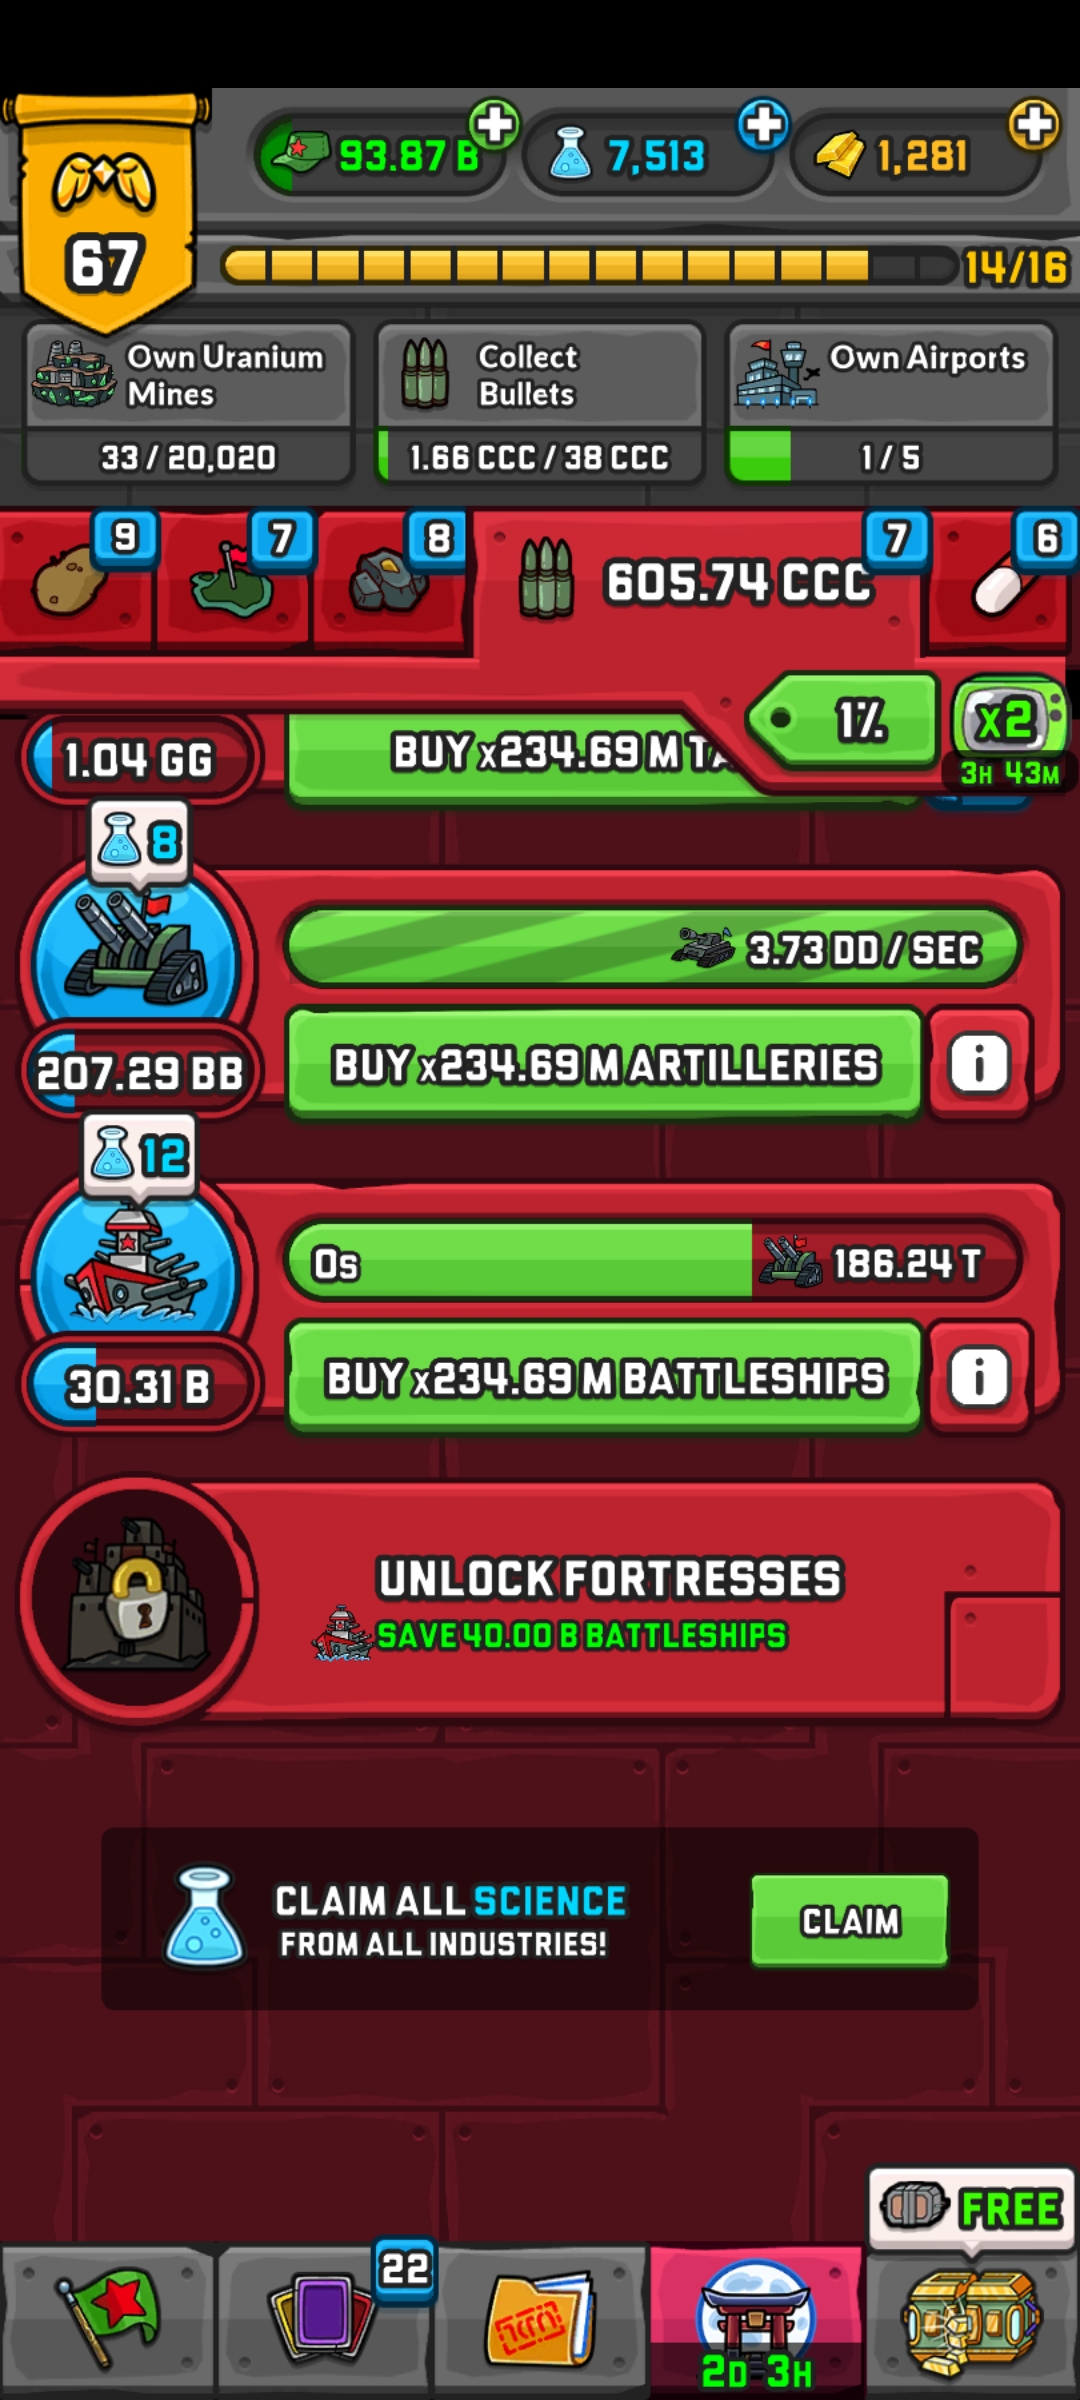 93.87 B
7,513
1,281
67
14/16
Own Uranium
Mines
33 / 20,020
Collect
Bullets
1.66 CCC / 38 CCC
Own Airports
1 / 5
9
7
8
605.74 CCC
7
6
1%
x2
3H 43M
1.04 GG
BUY x234.69 M TA
8
3.73 DD / SEC
207.29 BB
BUY x234.69 M ARTILLERIES
i
12
0s
186.24 T
30.31 B
BUY x234.69 M BATTLESHIPS
i
UNLOCK FORTRESSES
SAVE 40.00 B BATTLESHIPS
CLAIM ALL SCIENCE
FROM ALL INDUSTRIES!
CLAIM
FREE
22
2D 3H